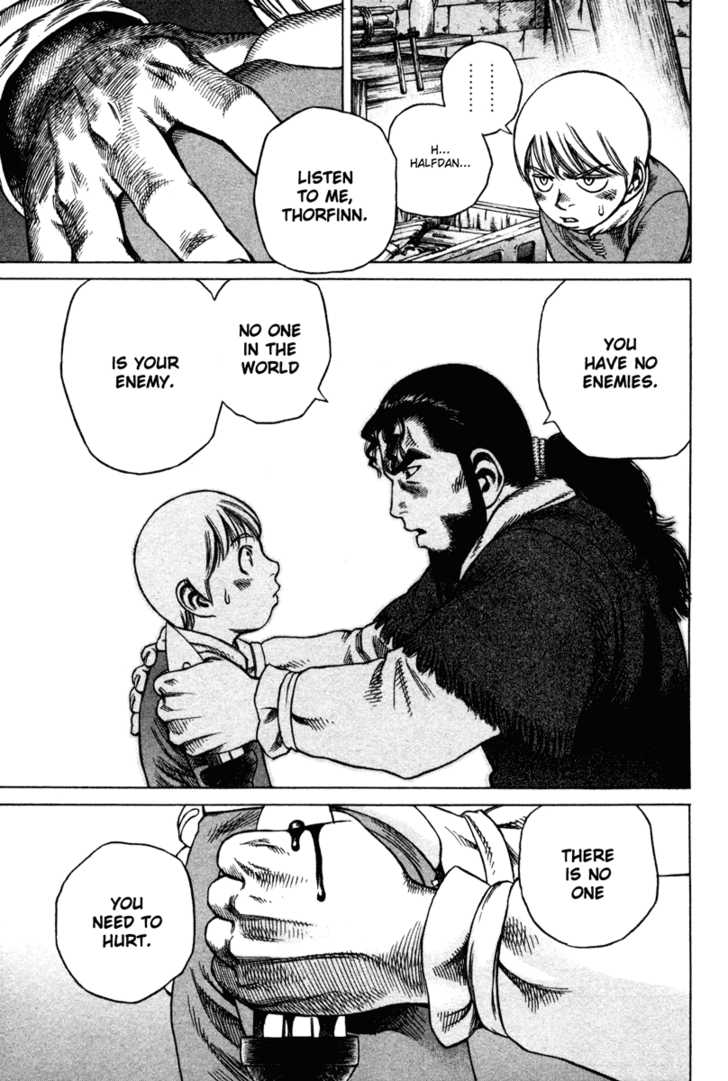 ......
H...
HALFDAN...
LISTEN
TO ME,
THORFINN.
YOU
HAVE NO
ENEMIES.
NO ONE
IN THE
WORLD
IS YOUR
ENEMY.
THERE
IS NO
ONE
YOU
NEED TO
HURT.